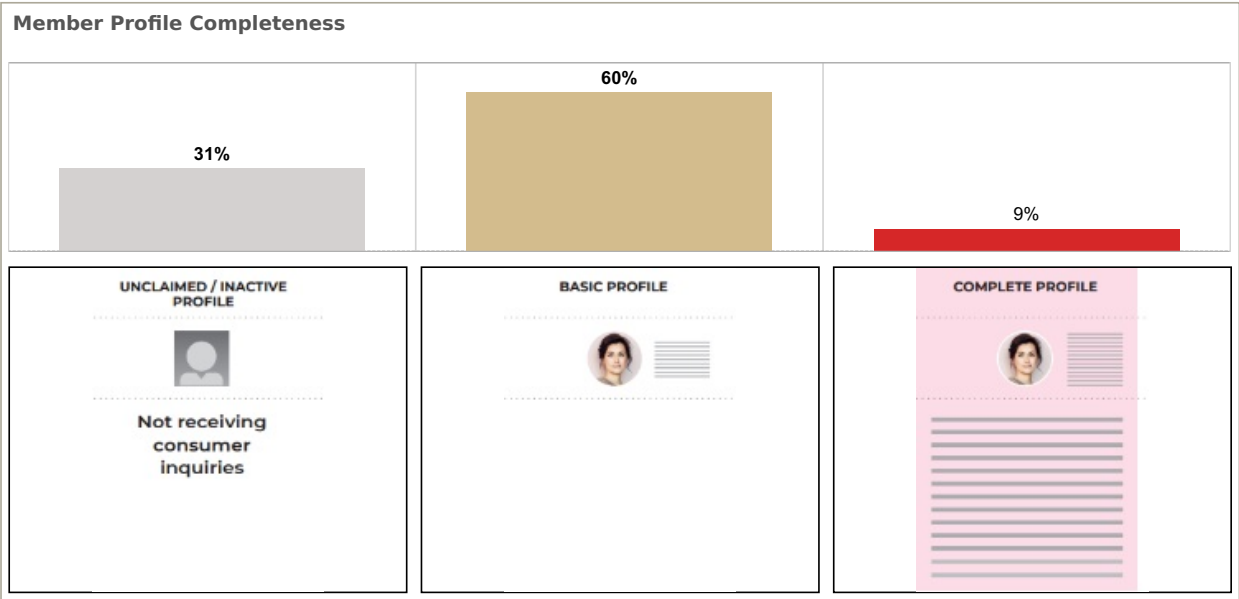 Member Profile Completeness
31%
60%
9%
UNCLAIMED / INACTIVE
PROFILE
Not receiving
consumer
inquiries
BASIC PROFILE
COMPLETE PROFILE